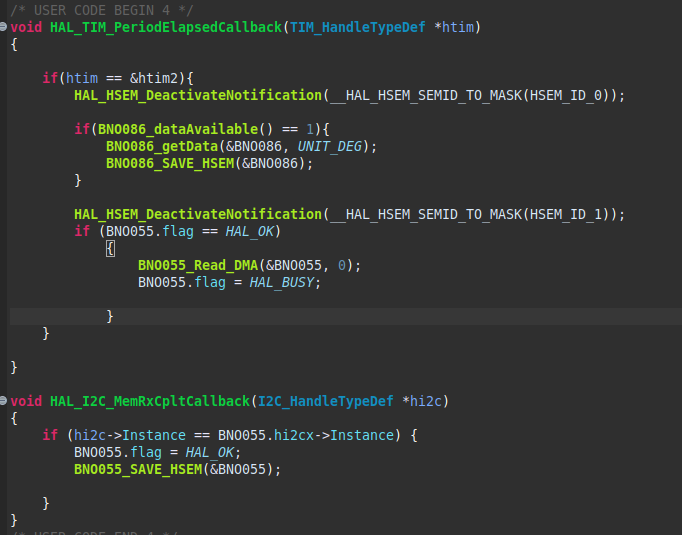 /* USER CODE BEGIN 4 */
void HAL_TIM_PeriodElapsedCallback(TIM_HandleTypeDef *htim)
{
if(htim == &htim2){
HAL_HSEM_DeactivateNotification(__HAL_HSEM_SEMID_TO_MASK(HSEM_ID_0));
if(BNO086_dataAvailable() == 1){
BNO086_getData(&BNO086, UNIT_DEG);
BNO086_SAVE_HSEM(&BNO086);
}
HAL_HSEM_DeactivateNotification(__HAL_HSEM_SEMID_TO_MASK(HSEM_ID_1));
if (BNO055.flag == HAL_OK)
{
BNO055_Read_DMA(&BNO055, 0);
BNO055.flag = HAL_BUSY;
}
}
}
void HAL_I2C_MemRxCpltCallback(I2C_HandleTypeDef *hi2c)
{
if (hi2c->Instance == BNO055.hi2cx->Instance) {
BNO055.flag = HAL_OK;
BNO055_SAVE_HSEM(&BNO055);
}
}
/* USER CODE END 4 */